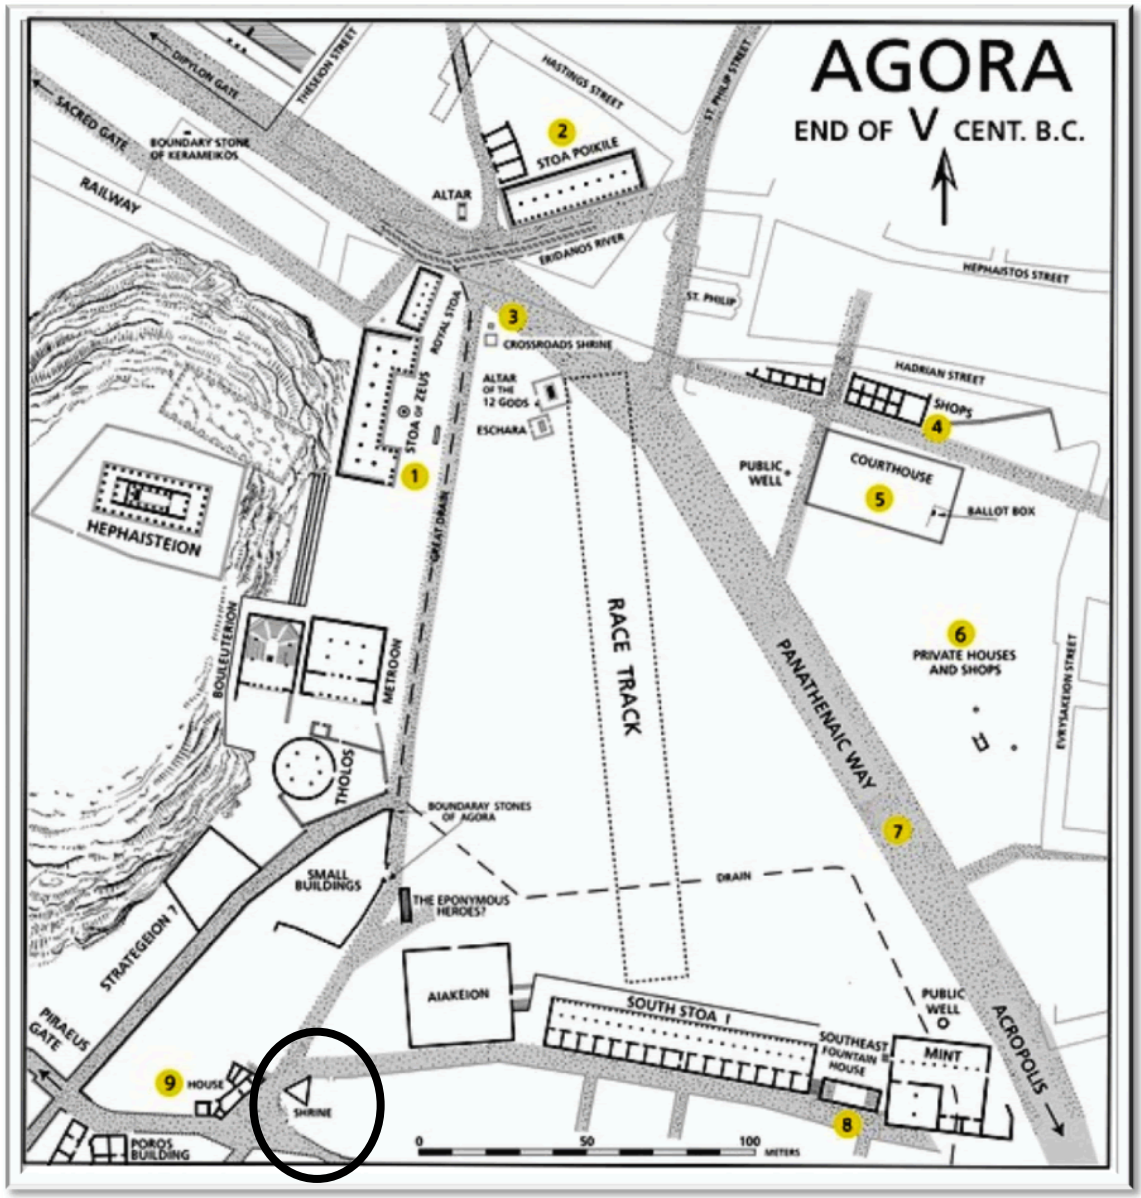 AGORA
END OF V CENT. B.C.
DIPYLON GATE
THESEION STREET
HASTINGS STREET
ST. PHILIP STREET
SACRED GATE
BOUNDARY STONE
OF KERAMEIKOS
2
STOA POIKILE
RAILWAY
ALTAR
ERIDANOS RIVER
HEPHAISTOS STREET
ST. PHILIP
ROYAL STOA
3
CROSSROADS SHRINE
HADRIAN STREET
STOA OF ZEUS
ALTAR
OF THE
12 GODS
ESCHARA
SHOPS
4
1
PUBLIC
WELL
COURTHOUSE
5
BALLOT BOX
HEPHAISTEION
GREAT DRAIN
RACE TRACK
BOULEUTERION
METROON
6
PRIVATE HOUSES
AND SHOPS
EVRYSAKEION STREET
PANATHENAIC WAY
THOLOS
BOUNDARAY STONES
OF AGORA
7
SMALL
BUILDINGS
DRAIN
THE EPONYMOUS
HEROES?
STRATEGEION ?
AIAKEION
SOUTH STOA I
PUBLIC
WELL
ACROPOLIS
PIRAEUS
GATE
SOUTHEAST
FOUNTAIN
HOUSE
MINT
9
HOUSE
SHRINE
8
POROS
BUILDING
0 50 100
METERS